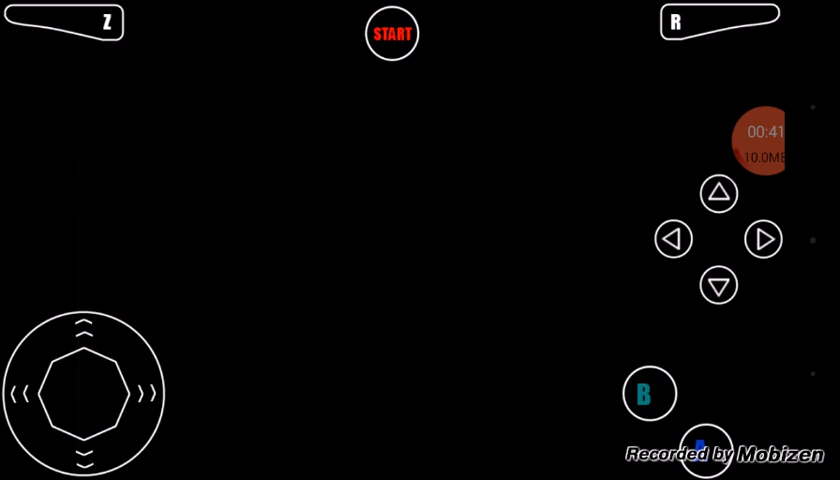 Z
START
R
00:41
10.0MB
B
A
Recorded by Mobizen